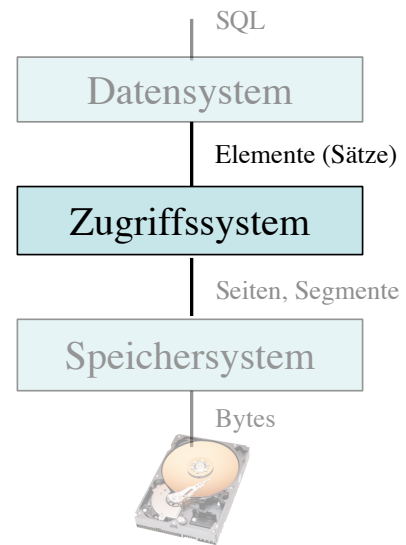 SQL
Datensystem
Elemente (Sätze)
Zugriffssystem
Seiten, Segmente
Speichersystem
Bytes